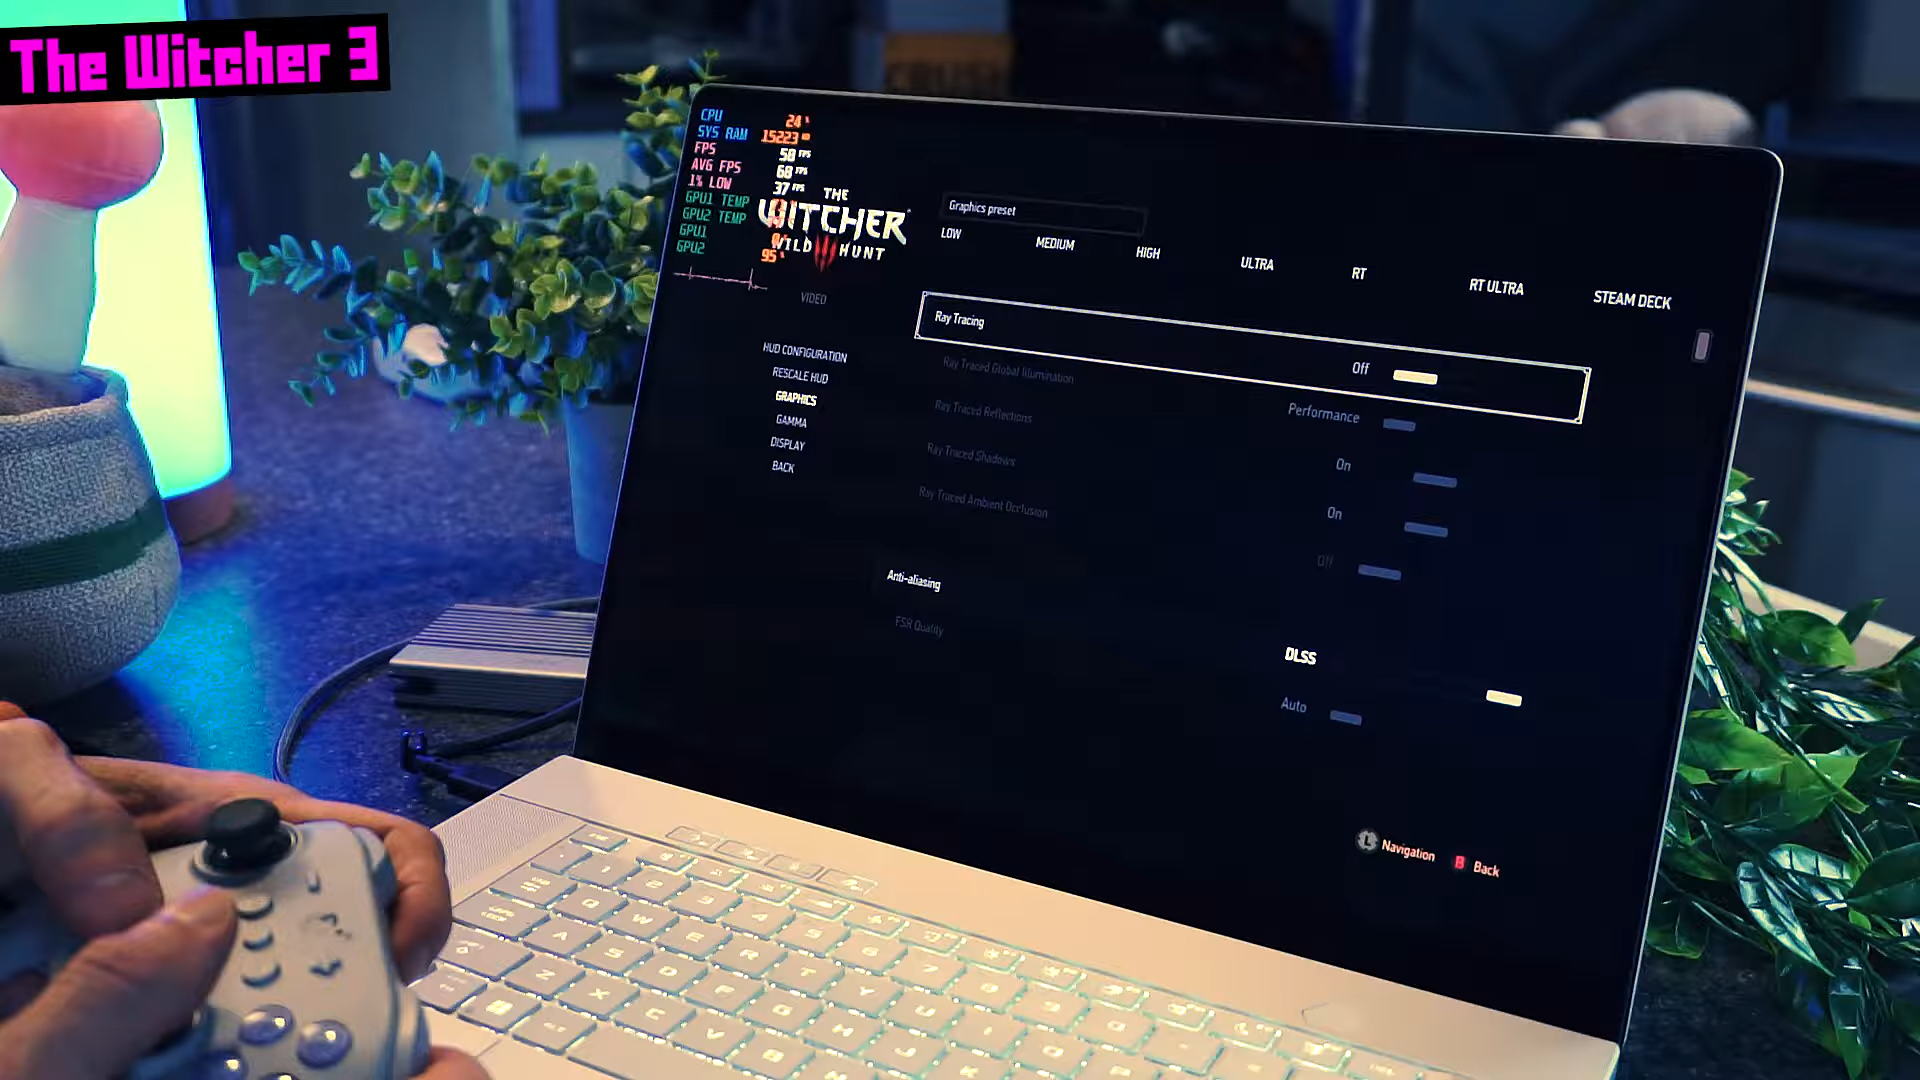 The Witcher 3
CPU 24
SYS RAM 15223
FPS 58 FPS
AVG FPS 68 FPS
1% LOW 37 FPS
GPU1 TEMP
GPU2 TEMP
GPU1
GPU2 95
THE
WITCHER
WILD HUNT
VIDEO
HUD CONFIGURATION
RESCALE HUD
GRAPHICS
GAMMA
DISPLAY
BACK
Graphics preset
LOW MEDIUM HIGH ULTRA RT RT ULTRA STEAM DECK
Ray Tracing Off
Ray Traced Global Illumination Performance
Ray Traced Reflections On
Ray Traced Shadows On
Ray Traced Ambient Occlusion Off
Anti-aliasing DLSS
FSR Quality Auto
L Navigation B Back